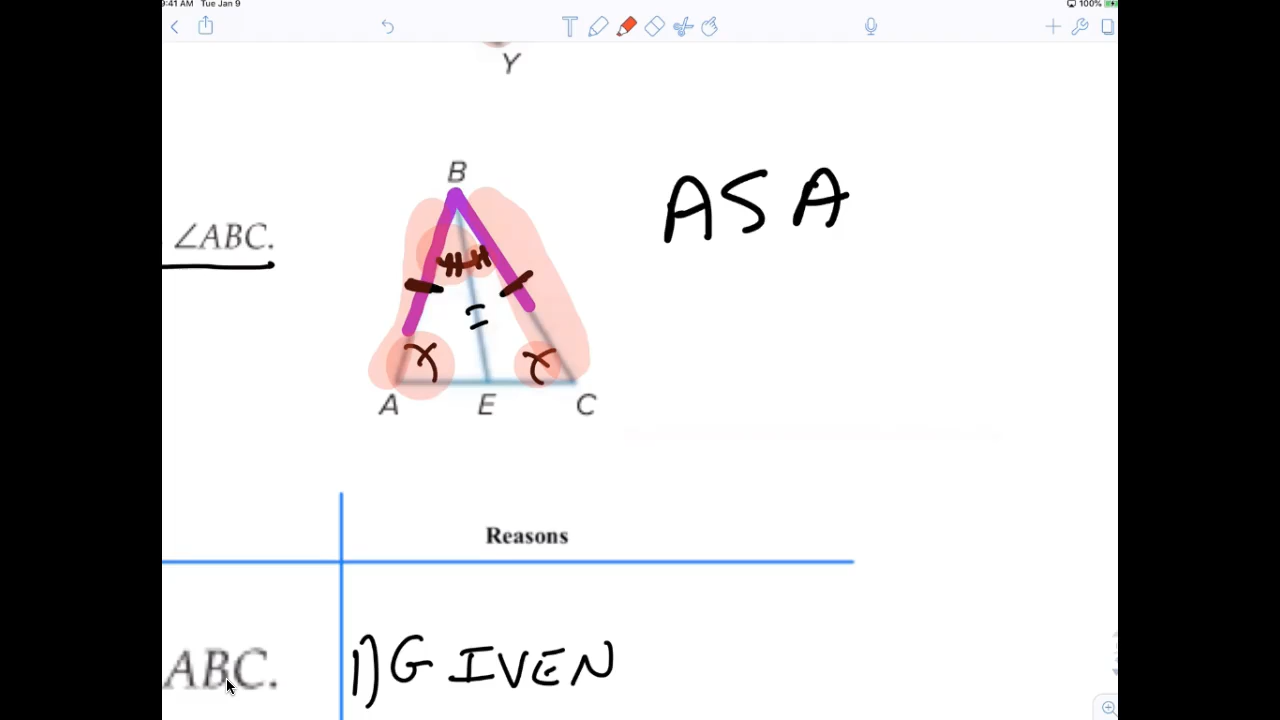 9:41 AM Tue Jan 9
100%
T
Y
B
ASA
∠ABC.
A E C
Reasons
ABC.
1) GIVEN